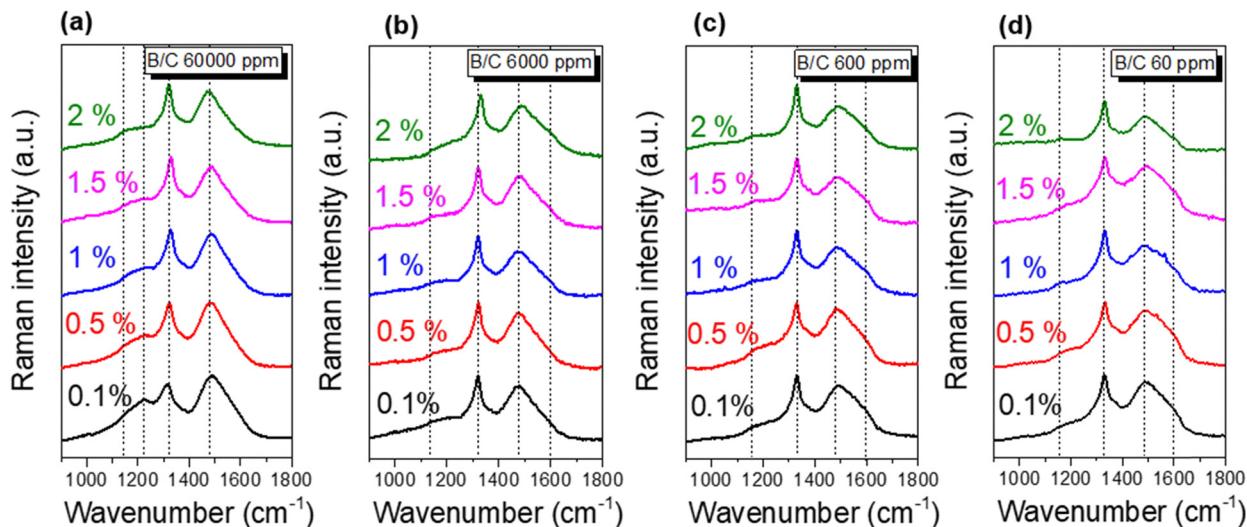 (a)
B/C 60000 ppm
2 %
1.5 %
1 %
0.5 %
0.1%
Raman intensity (a.u.)
1000 1200 1400 1600 1800
Wavenumber (cm⁻¹)
(b)
B/C 6000 ppm
2 %
1.5 %
1 %
0.5 %
0.1%
Raman intensity (a.u.)
1000 1200 1400 1600 1800
Wavenumber (cm⁻¹)
(c)
B/C 600 ppm
2 %
1.5 %
1 %
0.5 %
0.1%
Raman intensity (a.u.)
1000 1200 1400 1600 1800
Wavenumber (cm⁻¹)
(d)
B/C 60 ppm
2 %
1.5 %
1 %
0.5 %
0.1%
Raman intensity (a.u.)
1000 1200 1400 1600 1800
Wavenumber (cm⁻¹)